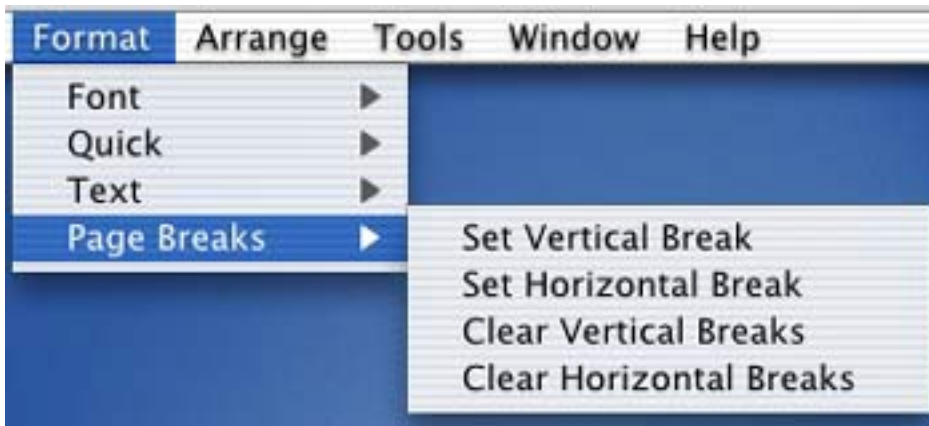 Format Arrange Tools Window Help
Font
Quick
Text
Page Breaks
Set Vertical Break
Set Horizontal Break
Clear Vertical Breaks
Clear Horizontal Breaks